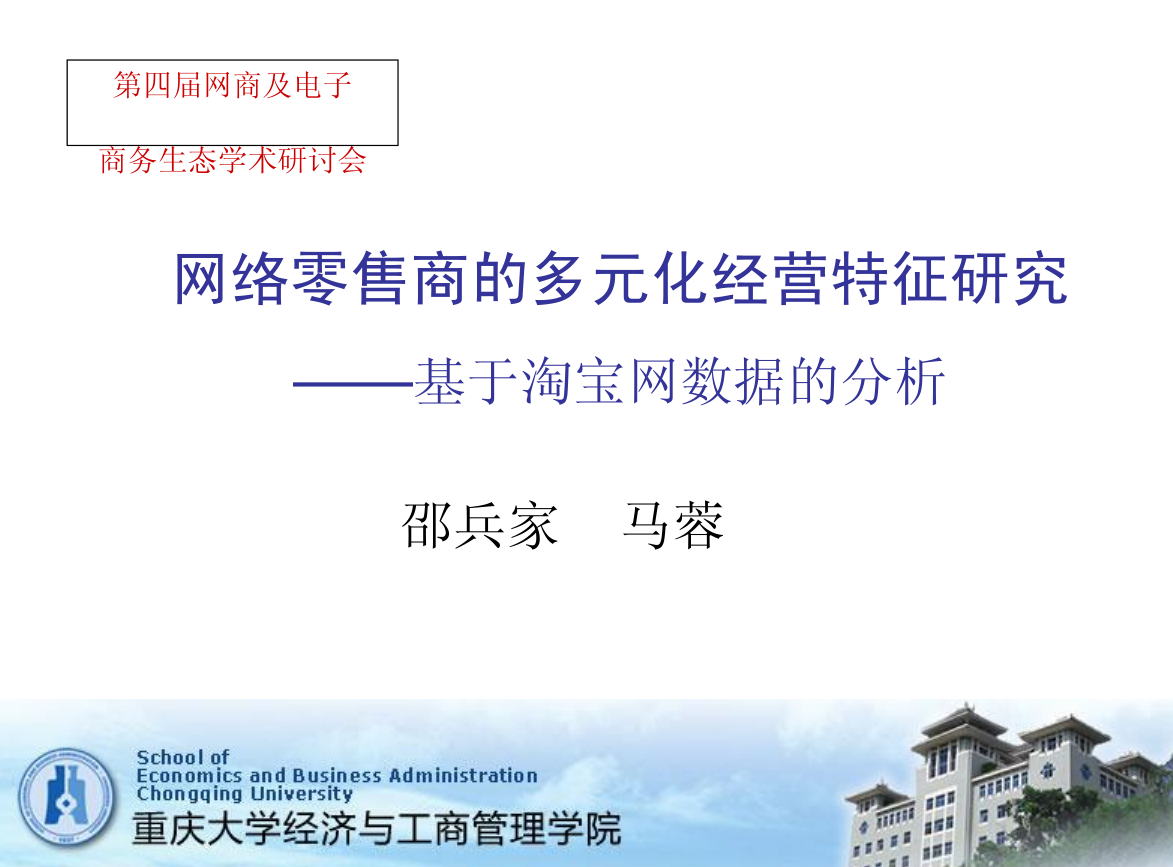 第四届网商及电子
商务生态学术研讨会
网络零售商的多元化经营特征研究
——基于淘宝网数据的分析
邵兵家 马蓉
School of
Economics and Business Administration
Chongqing University
重庆大学经济与工商管理学院